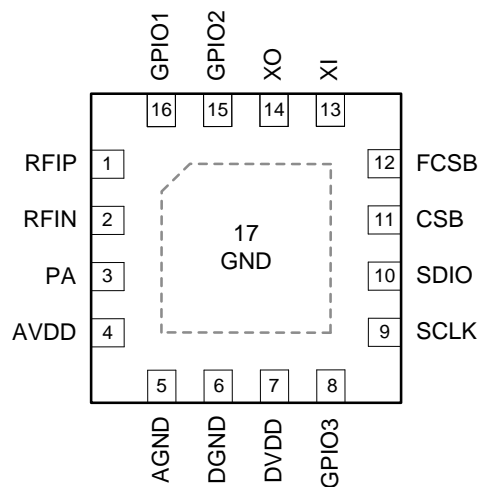 GPIO1 GPIO2 XO XI
16 15 14 13
RFIP 1 12 FCSB
RFIN 2 11 CSB
17
GND
PA 3 10 SDIO
AVDD 4 9 SCLK
5 6 7 8
AGND DGND DVDD GPIO3